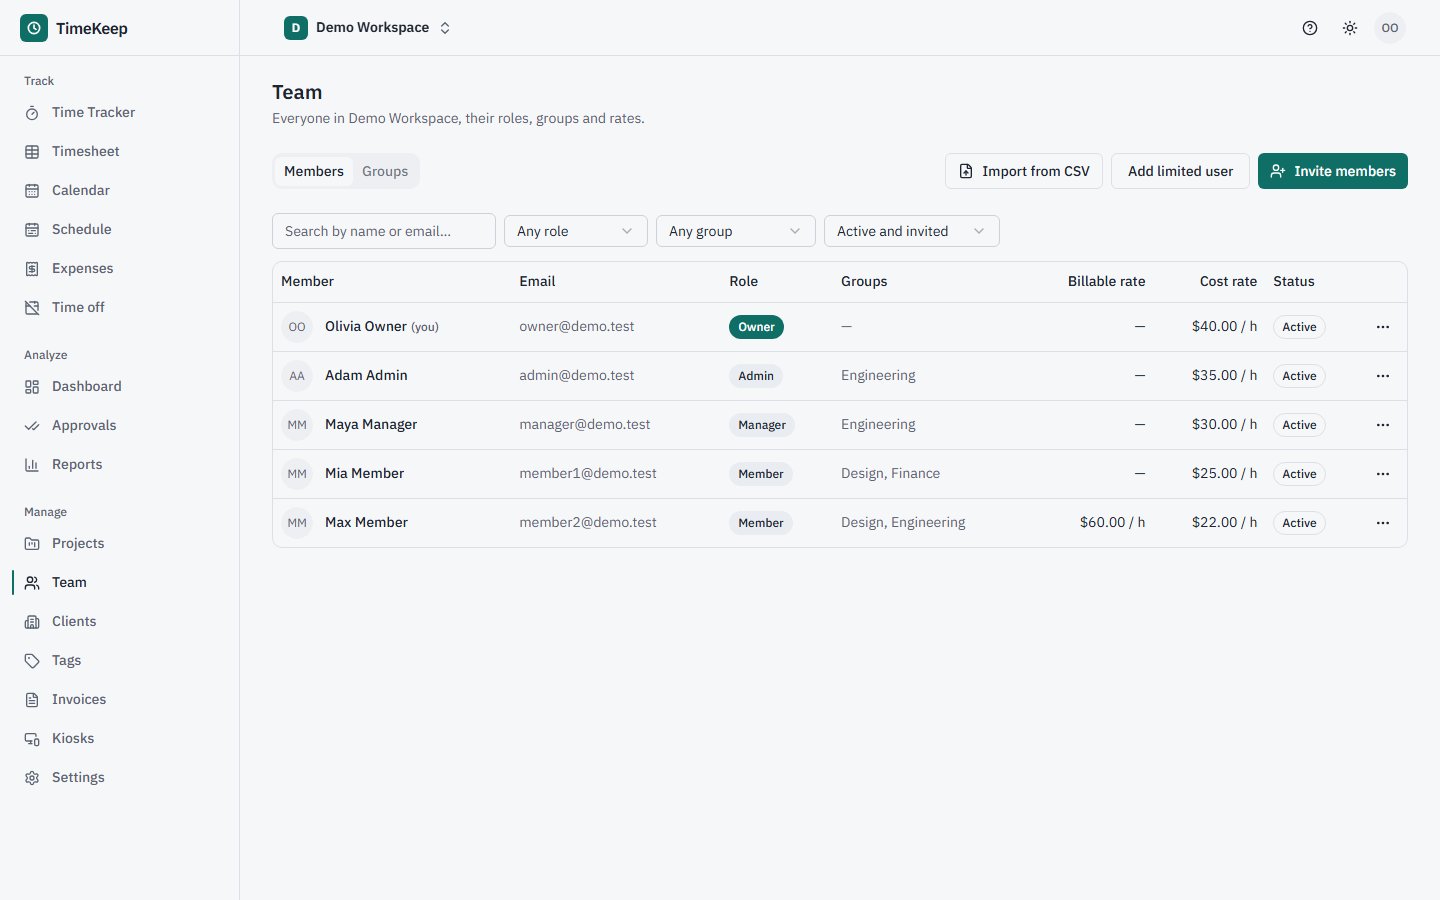 TimeKeep
D Demo Workspace
OO
Track
Time Tracker
Timesheet
Calendar
Schedule
Expenses
Time off
Analyze
Dashboard
Approvals
Reports
Manage
Projects
Team
Clients
Tags
Invoices
Kiosks
Settings
Team
Everyone in Demo Workspace, their roles, groups and rates.
Members Groups
Import from CSV Add limited user Invite members
Search by name or email... Any role Any group Active and invited
Member Email Role Groups Billable rate Cost rate Status
OO Olivia Owner (you) owner@demo.test Owner — — $40.00 / h Active
AA Adam Admin admin@demo.test Admin Engineering — $35.00 / h Active
MM Maya Manager manager@demo.test Manager Engineering — $30.00 / h Active
MM Mia Member member1@demo.test Member Design, Finance — $25.00 / h Active
MM Max Member member2@demo.test Member Design, Engineering $60.00 / h $22.00 / h Active